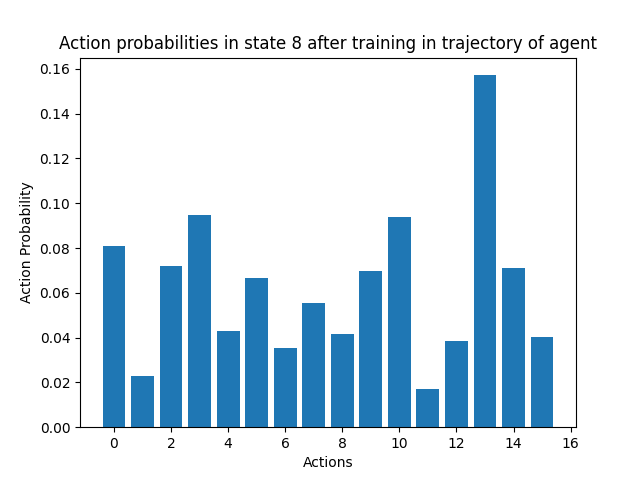 Action probabilities in state 8 after training in trajectory of agent
0.16
0.14
0.12
0.10
0.08
0.06
0.04
0.02
0.00
Action Probability
0 2 4 6 8 10 12 14 16
Actions